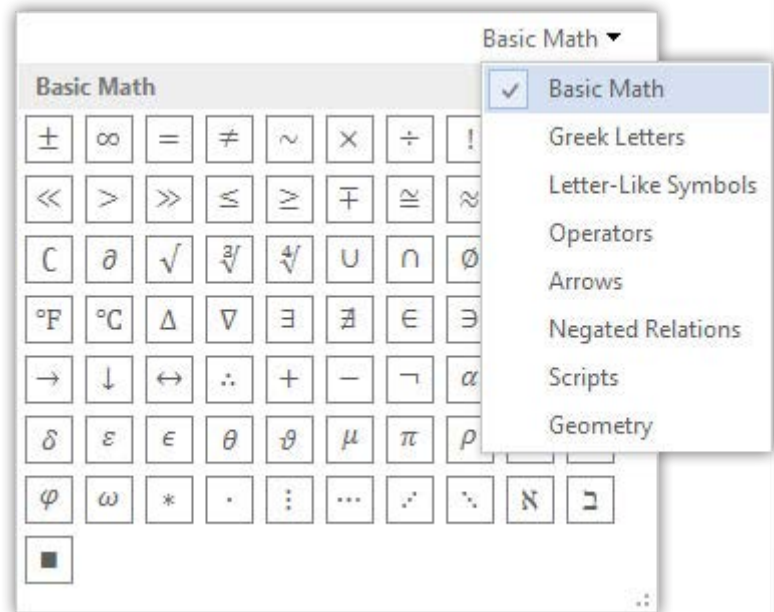 Basic Math
Basic Math
± ∞ = ≠ ~ × ÷ !
≪ > ≫ ≤ ≥ ∓ ≅ ≈
∁ ∂ √ ∛ ∜ ∪ ∩ ∅
°F °C ∆ ∇ ∃ ∄ ∈ ∋
→ ↓ ↔ ∴ + − ¬ α
δ ε ϵ θ ϑ μ π ρ
φ ω * ∙ ⋮ ⋯ ⋰ ⋱ ℵ ℶ
∎
Basic Math
Greek Letters
Letter-Like Symbols
Operators
Arrows
Negated Relations
Scripts
Geometry